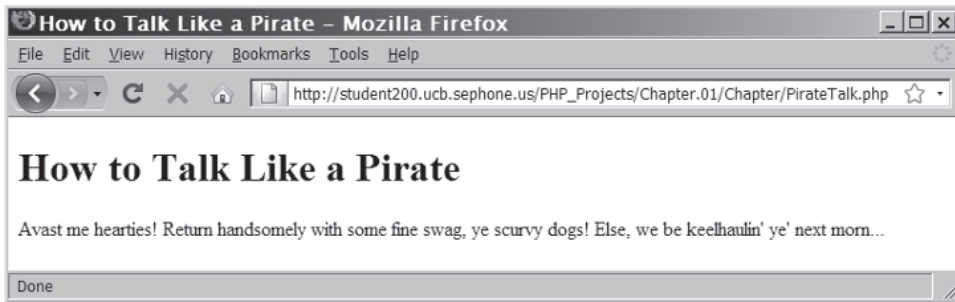 How to Talk Like a Pirate – Mozilla Firefox
File Edit View History Bookmarks Tools Help
http://student200.ucb.sephone.us/PHP_Projects/Chapter.01/Chapter/PirateTalk.php
How to Talk Like a Pirate
Avast me hearties! Return handsomely with some fine swag, ye scurvy dogs! Else, we be keelhaulin' ye' next morn...
Done